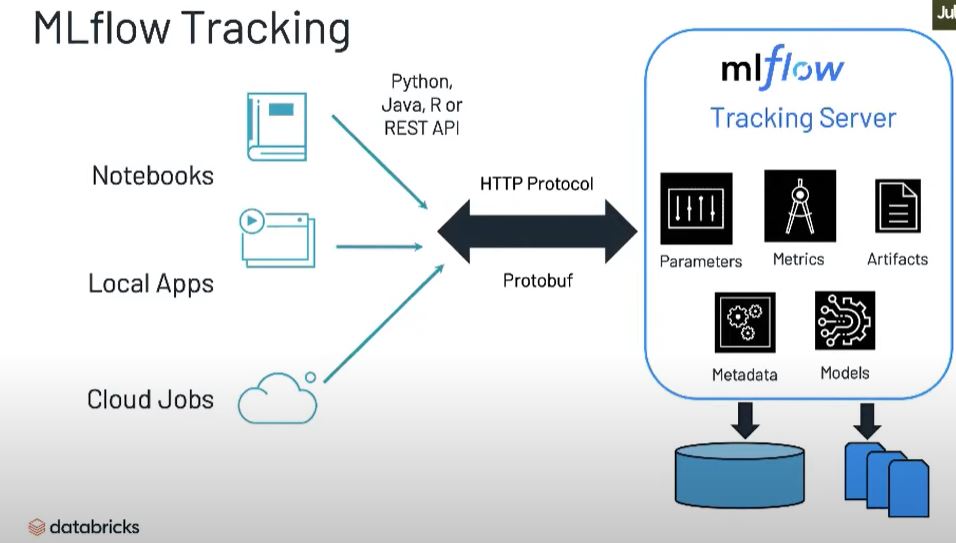 MLflow Tracking
Jul
Python,
Java, R or
REST API
Notebooks
Local Apps
Cloud Jobs
HTTP Protocol
Protobuf
mlflow
Tracking Server
Parameters
Metrics
Artifacts
Metadata
Models
databricks